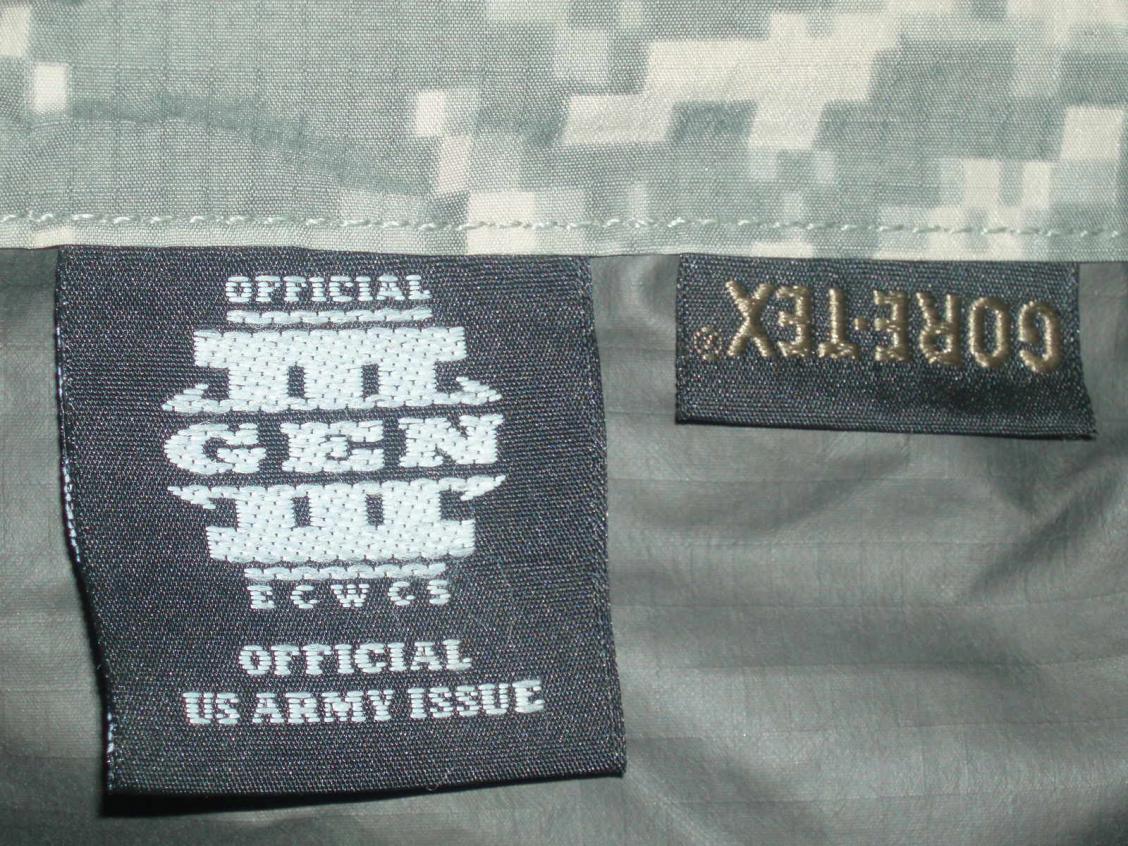 OFFICIAL
III
GEN
III
ECWCS
OFFICIAL
US ARMY ISSUE
GORE-TEX®